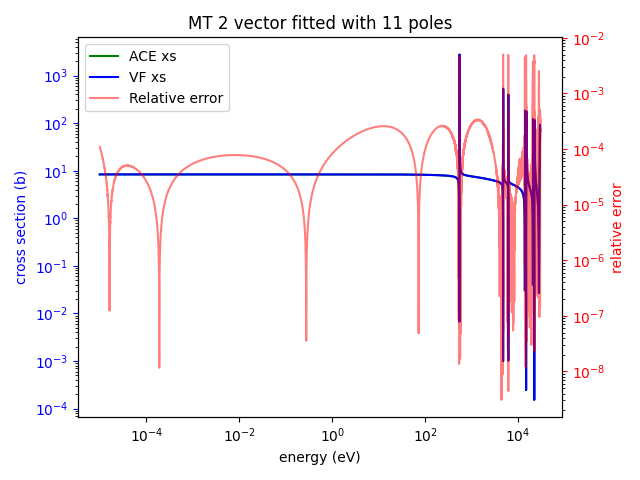 MT 2 vector fitted with 11 poles
ACE xs
VF xs
Relative error
cross section (b)
10³
10²
10¹
10⁰
10⁻¹
10⁻²
10⁻³
10⁻⁴
10⁻²
10⁻³
10⁻⁴
10⁻⁵
10⁻⁶
10⁻⁷
10⁻⁸
relative error
10⁻⁴
10⁻²
10⁰
10²
10⁴
energy (eV)